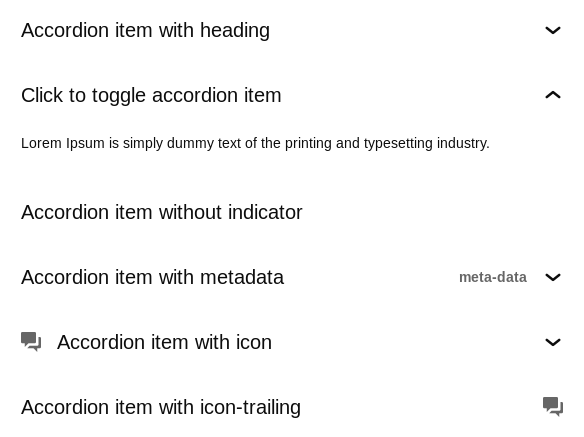 Accordion item with heading
Click to toggle accordion item
Lorem Ipsum is simply dummy text of the printing and typesetting industry.
Accordion item without indicator
Accordion item with metadata meta-data
Accordion item with icon
Accordion item with icon-trailing